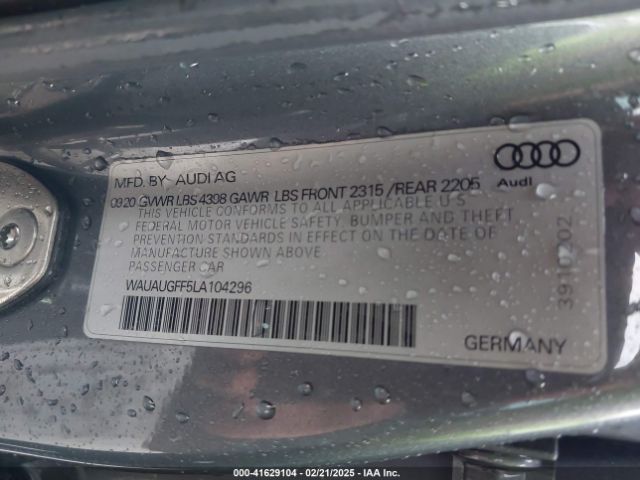 MFD. BY AUDI AG
Audi
09.20 GVWR LBS 4398 GAWR LBS FRONT 2315 / REAR 2205
THIS VEHICLE CONFORMS TO ALL APPLICABLE U S
FEDERAL MOTOR VEHICLE SAFETY, BUMPER AND THEFT
PREVENTION STANDARDS IN EFFECT ON THE DATE OF
MANUFACTURE SHOWN ABOVE.
PASSENGER CAR
WAUAUGFF5LA104296
GERMANY
000-41629104 - 02/21/2025 - IAA Inc.